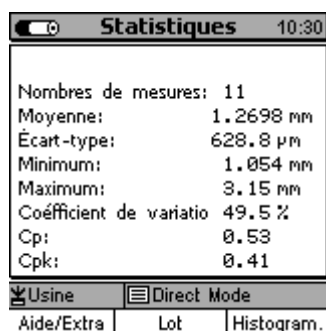 Statistiques 10:30
Nombres de mesures: 11
Moyenne: 1.2698 mm
Écart-type: 628.8 µm
Minimum: 1.054 mm
Maximum: 3.15 mm
Coéfficient de variatio 49.5 %
Cp: 0.53
Cpk: 0.41
Usine Direct Mode
Aide/Extra Lot Histogram.